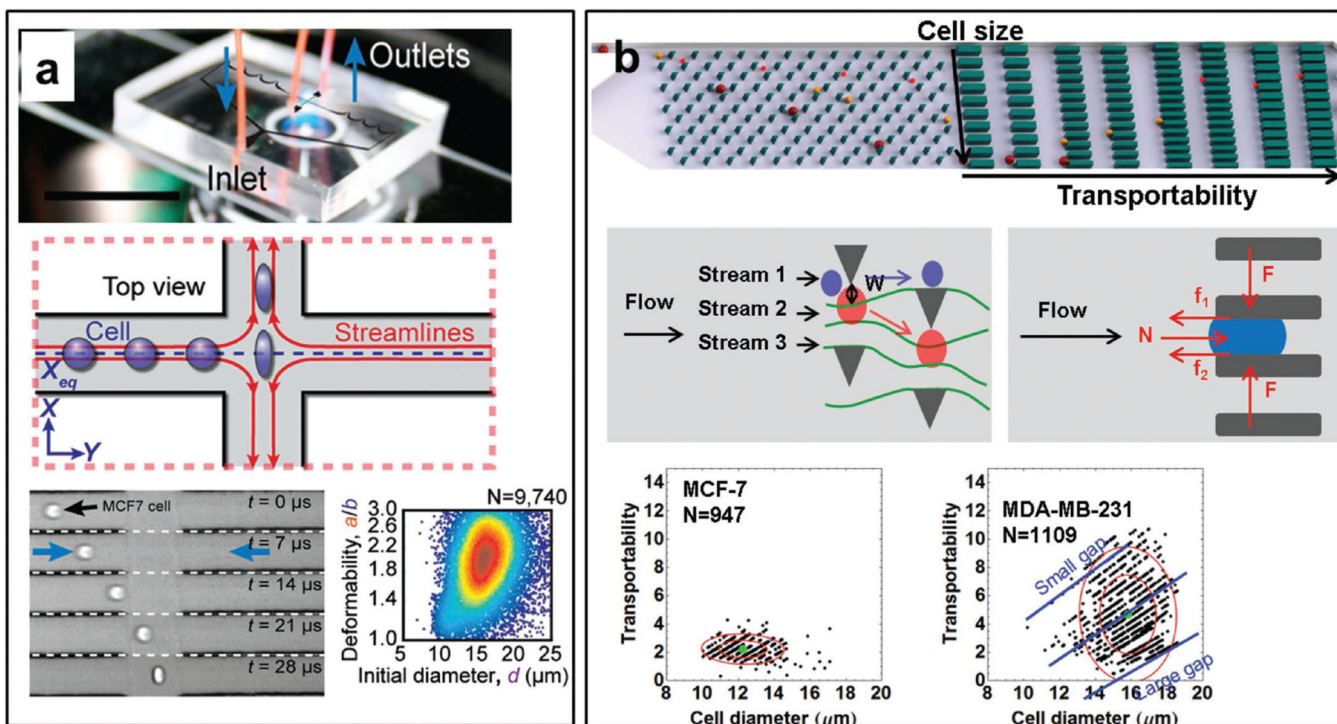 a
Outlets
Inlet
Top view
Cell
Streamlines
Xeq
X
Y
MCF7 cell
t = 0 µs
t = 7 µs
t = 14 µs
t = 21 µs
t = 28 µs
N=9,740
Deformability, a/b
3.0
2.6
2.2
1.8
1.4
1.0
5 10 15 20 25
Initial diameter, d (µm)
b
Cell size
Transportability
Stream 1
W
Flow
Stream 2
Stream 3
Flow
F
f1
N
f2
F
MCF-7
N=947
Transportability
14
12
10
8
6
4
2
0
8 10 12 14 16 18 20
Cell diameter (µm)
MDA-MB-231
N=1109
Small gap
Large gap
Transportability
14
12
10
8
6
4
2
0
8 10 12 14 16 18 20
Cell diameter (µm)